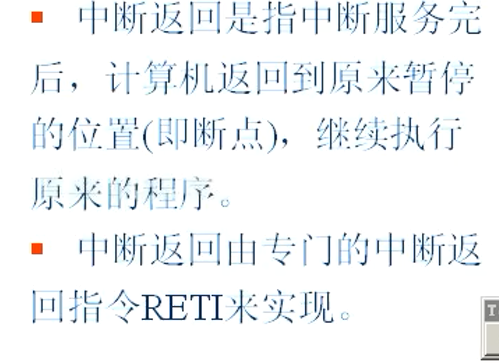 中断返回是指中断服务完
后，计算机返回到原来暂停
的位置(即断点)，继续执行
原来的程序。
中断返回由专门的中断返
回指令RETI来实现。
T